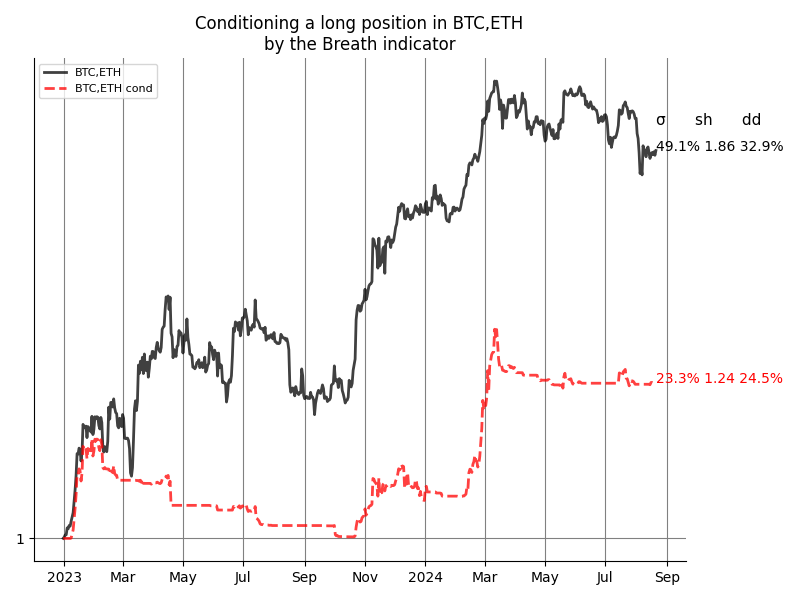 Conditioning a long position in BTC,ETH
by the Breath indicator
BTC,ETH
BTC,ETH cond
σ sh dd
49.1% 1.86 32.9%
23.3% 1.24 24.5%
1
2023 Mar May Jul Sep Nov 2024 Mar May Jul Sep